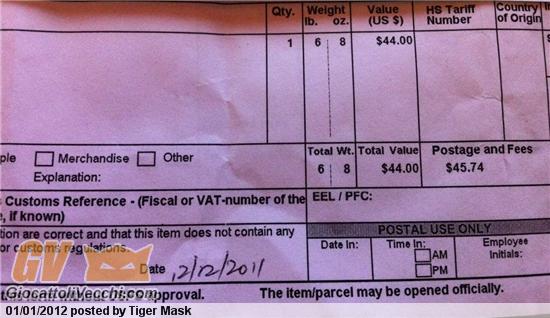 Qty. Weight Value HS Tariff Country
lb. oz. (US $) Number of Origin
1 6 8 $44.00
Total Wt. Total Value Postage and Fees
ple Merchandise Other 6 8 $44.00 $45.74
Explanation:
Customs Reference - (Fiscal or VAT-number of the EEL / PFC:
, if known)
tion are correct and that this item does not contain any POSTAL USE ONLY
or customs regulations. Date In: Time In: Employee
AM Initials:
PM
GV
Date 12/12/2011
GiocattoliVecchi.com
approval. The item/parcel may be opened officially.
01/01/2012 posted by Tiger Mask